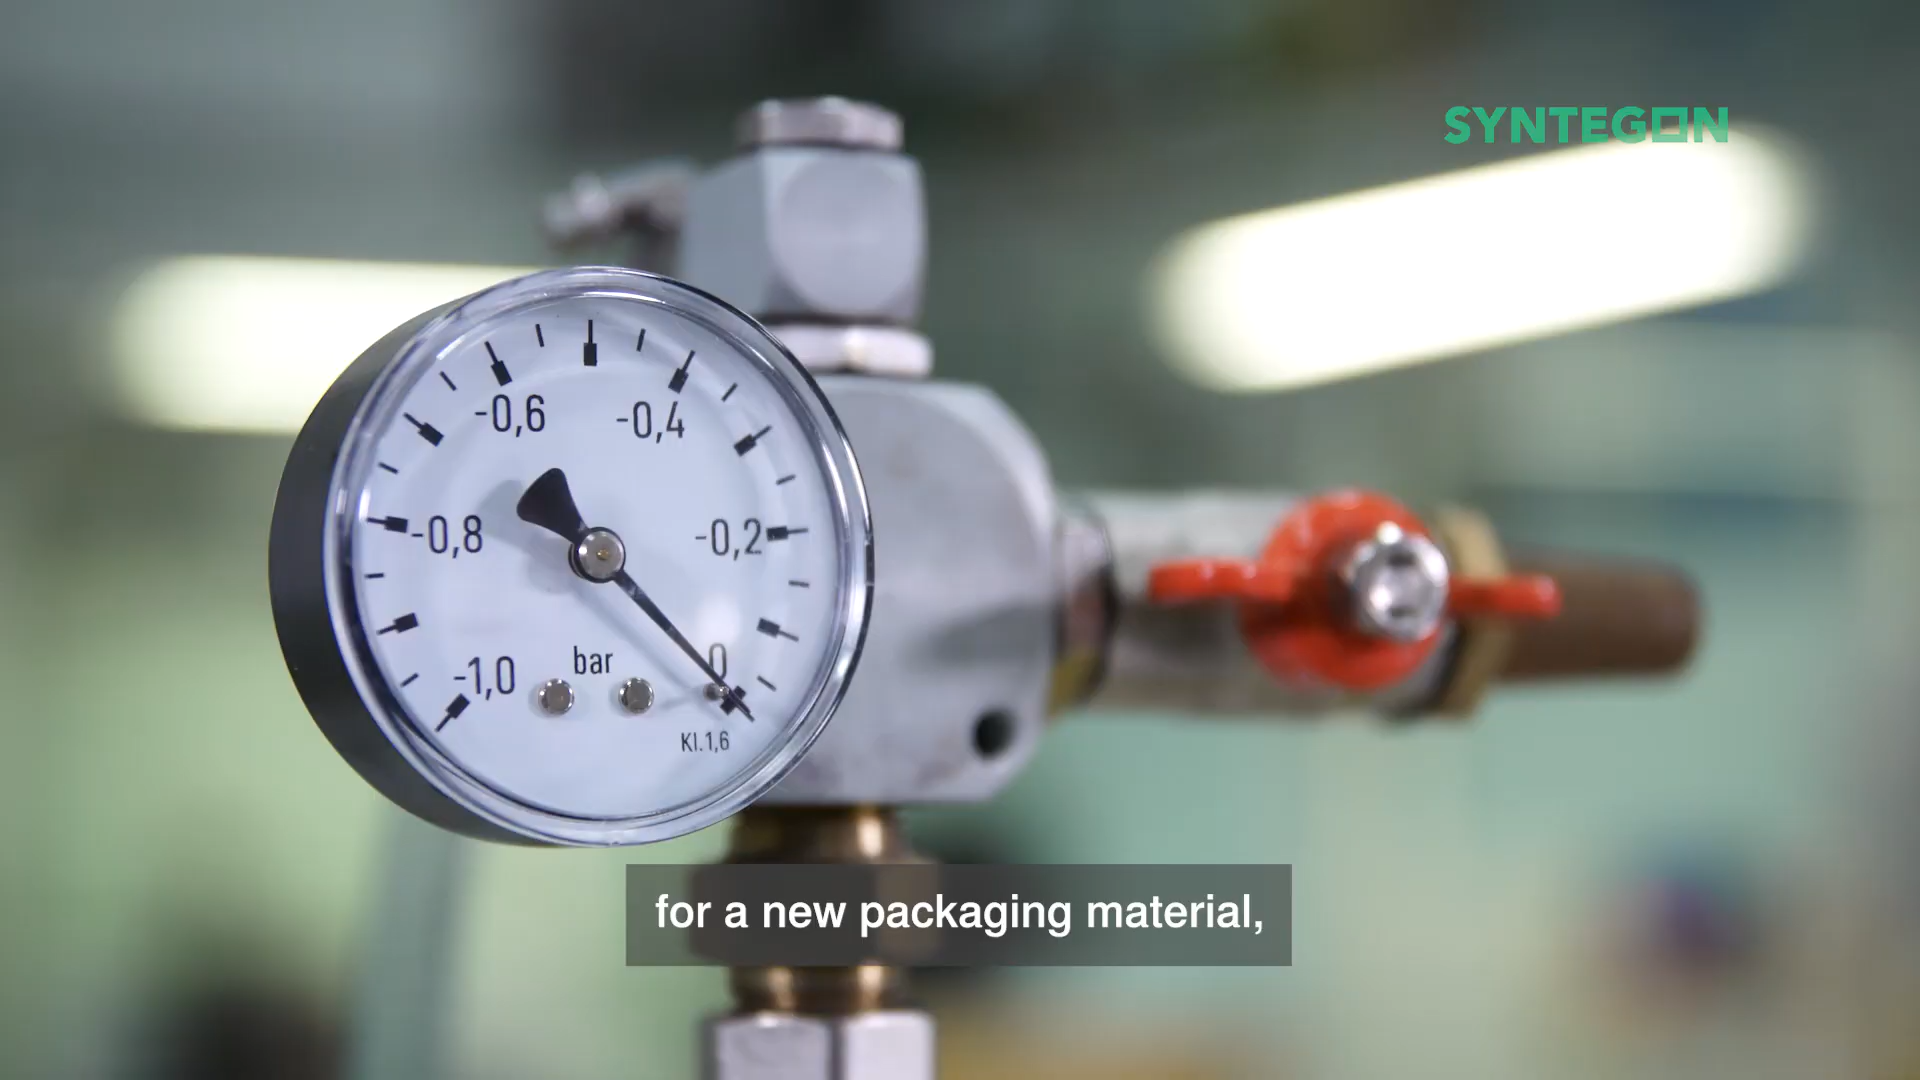 SYNTEGON
-0,6
-0,4
-0,8
-0,2
-1,0
bar
0
Kl.1,6
for a new packaging material,